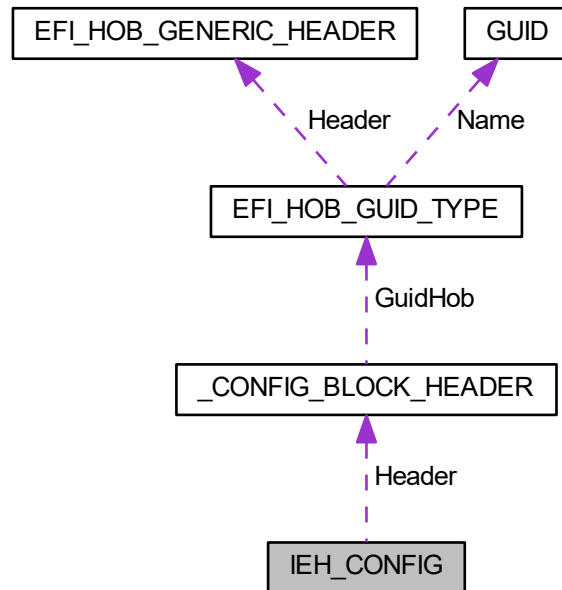 EFI_HOB_GENERIC_HEADER
GUID
Header
Name
EFI_HOB_GUID_TYPE
GuidHob
_CONFIG_BLOCK_HEADER
Header
IEH_CONFIG